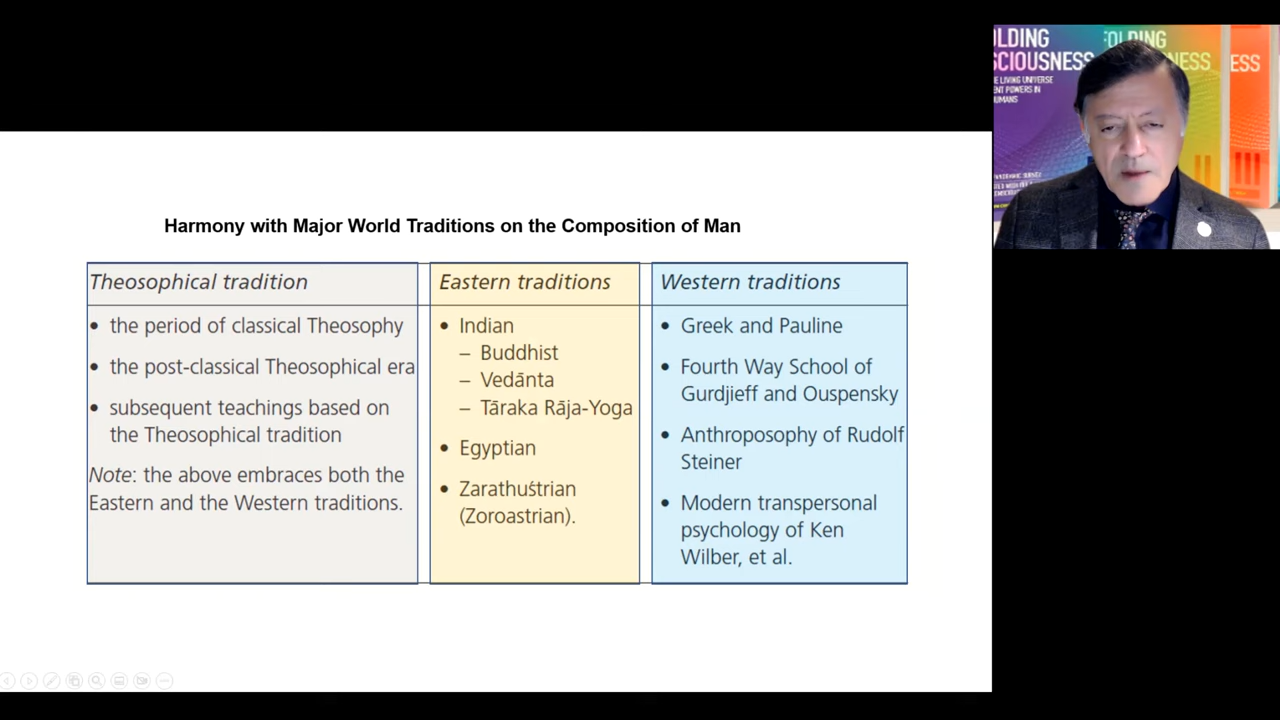 Harmony with Major World Traditions on the Composition of Man
Theosophical tradition
• the period of classical Theosophy
• the post-classical Theosophical era
• subsequent teachings based on
the Theosophical tradition
Note: the above embraces both the
Eastern and the Western traditions.
Eastern traditions
• Indian
– Buddhist
– Vedānta
– Tāraka Rāja-Yoga
• Egyptian
• Zarathuśtrian
(Zoroastrian).
Western traditions
• Greek and Pauline
• Fourth Way School of
Gurdjieff and Ouspensky
• Anthroposophy of Rudolf
Steiner
• Modern transpersonal
psychology of Ken
Wilber, et al.
OLDING
SCIOUSNESS
E LIVING UNIVERSE
ENT POWERS IN
UMANS
FOLDING
NESS
ESS
III